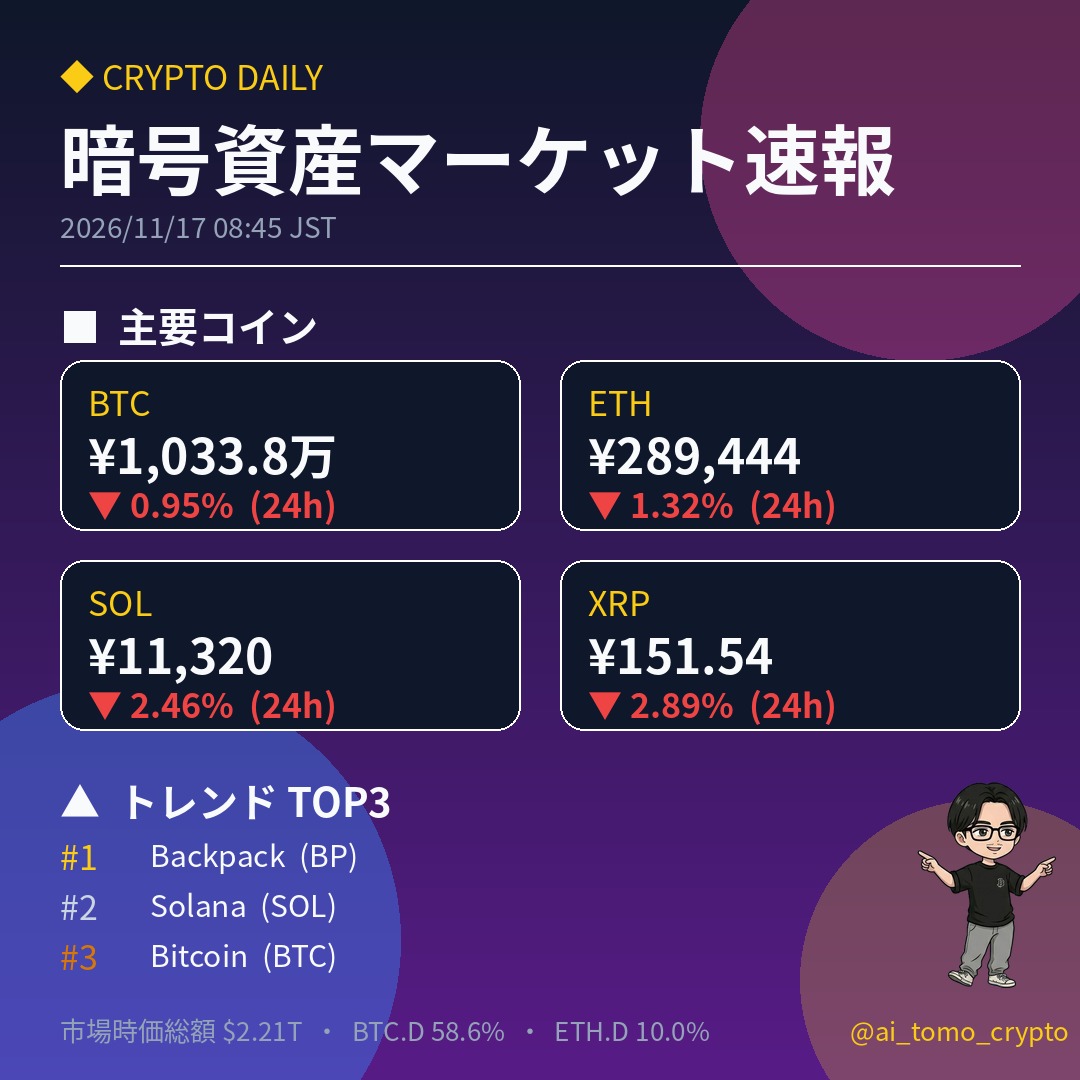 ◆ CRYPTO DAILY
暗号資産マーケット速報
2026/11/17 08:45 JST
■ 主要コイン
BTC
¥1,033.8万
▼ 0.95% (24h)
ETH
¥289,444
▼ 1.32% (24h)
SOL
¥11,320
▼ 2.46% (24h)
XRP
¥151.54
▼ 2.89% (24h)
▲ トレンド TOP3
#1 Backpack (BP)
#2 Solana (SOL)
#3 Bitcoin (BTC)
市場時価総額 $2.21T ・ BTC.D 58.6% ・ ETH.D 10.0%
@ai_tomo_crypto